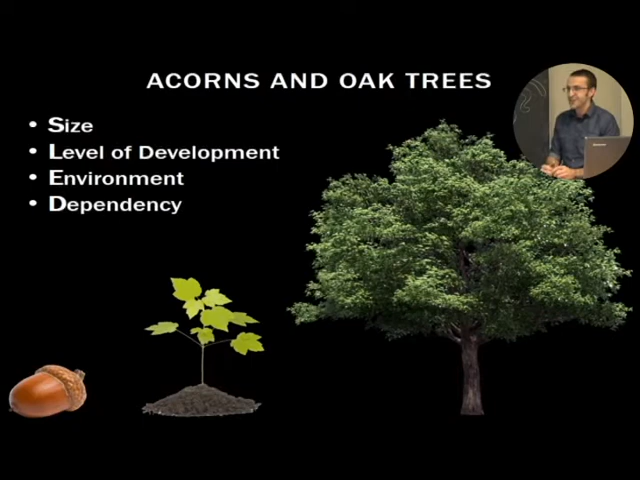 ACORNS AND OAK TREES
• Size
• Level of Development
• Environment
• Dependency